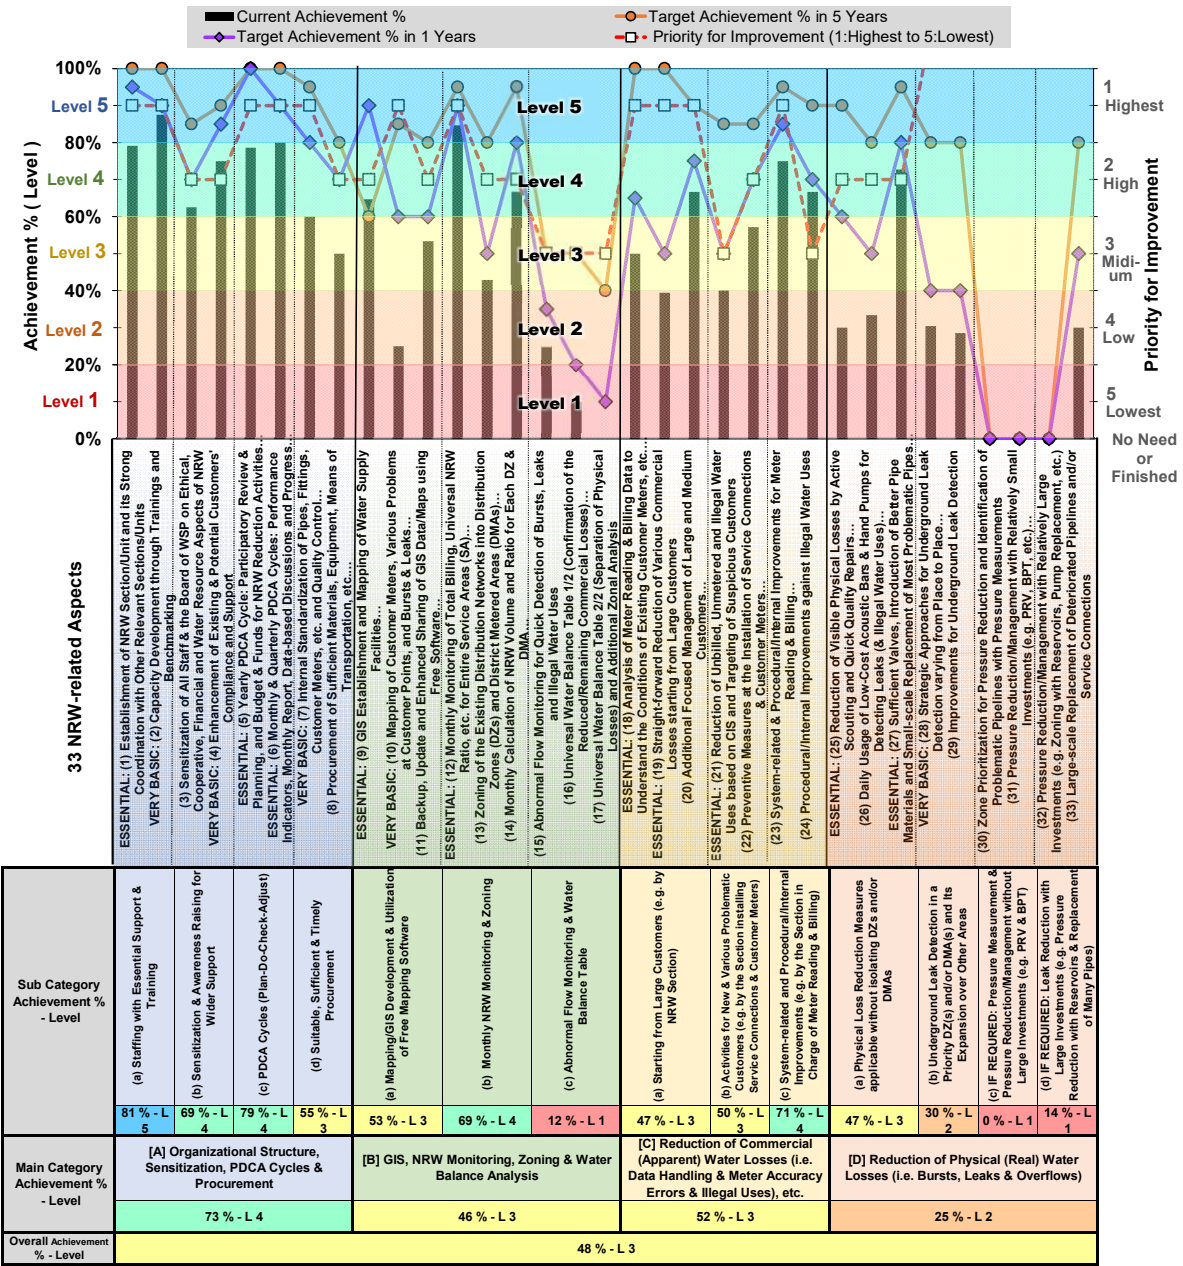 Current Achievement %
Target Achievement % in 5 Years
Target Achievement % in 1 Years
Priority for Improvement (1:Highest to 5:Lowest)
Achievement % ( Level )
100%
Level 5
80%
Level 4
60%
Level 3
40%
Level 2
20%
Level 1
0%
Level 5
Level 4
Level 3
Level 2
Level 1
1
Highest
2
High
3
Midi-
um
4
Low
5
Lowest
No Need
or
Finished
Priority for Improvement
33 NRW-related Aspects
ESSENTIAL: (1) Establishment of NRW Section/Unit and its Strong
Coordination with Other Relevant Sections/Units
VERY BASIC: (2) Capacity Development through Trainings and
Benchmarking
(3) Sensitization of All Staff & the Board of WSP on Ethical,
Cooperative, Financial and Water Resource Aspects of NRW
VERY BASIC: (4) Enhancement of Existing & Potential Customers'
Compliance and Support
ESSENTIAL: (5) Yearly PDCA Cycle: Participatory Review &
Planning, and Budget & Funds for NRW Reduction Activities…
ESSENTIAL: (6) Monthly & Quarterly PDCA Cycles: Performance
Indicators, Monthly Report, Data-based Discussions and Progress…
VERY BASIC: (7) Internal Standardization of Pipes, Fittings,
Customer Meters, etc, and Quality Control…
(8) Procurement of Sufficient Materials, Equipment, Means of
Transportation, etc.…
ESSENTIAL: (9) GIS Establishment and Mapping of Water Supply
Facilities…
VERY BASIC: (10) Mapping of Customer Meters, Various Problems
at Customer Points, and Bursts & Leaks…
(11) Backup, Update and Enhanced Sharing of GIS Data/Maps using
Free Software…
ESSENTIAL: (12) Monthly Monitoring of Total Billing, Universal NRW
Ratio, etc. for Entire Service Areas (SA)…
(13) Zoning of the Existing Distribution Networks into Distribution
Zones (DZs) and District Metered Areas (DMAs)…
(14) Monthly Calculation of NRW Volume and Ratio for Each DZ &
DMA…
(15) Abnormal Flow Monitoring for Quick Detection of Bursts, Leaks
and Illegal Water Uses
(16) Universal Water Balance Table 1/2 (Confirmation of the
Reduced/Remaining Commercial Losses)…
(17) Universal Water Balance Table 2/2 (Separation of Physical
Losses) and Additional Zonal Analysis
ESSENTIAL: (18) Analysis of Meter Reading & Billing Data to
Understand the Conditions of Existing Customer Meters, etc…
ESSENTIAL: (19) Straight-forward Reduction of Various Commercial
Losses starting from Large Customers
(20) Additional Focused Management of Large and Medium
Customers…
ESSENTIAL: (21) Reduction of Unbilled, Unmetered and Illegal Water
Uses based on CIS and Targeting of Suspicious Customers
(22) Preventive Measures at the Installation of Service Connections
& Customer Meters…
(23) System-related & Procedural/Internal Improvements for Meter
Reading & Billing…
(24) Procedural/Internal Improvements against Illegal Water Uses
ESSENTIAL: (25) Reduction of Visible Physical Losses by Active
Scouting and Quick Quality Repairs…
(26) Daily Usage of Low-Cost Acoustic Bars & Hand Pumps for
Detecting Leaks (& Illegal Water Uses)…
ESSENTIAL: (27) Sufficient Valves, Introduction of Better Pipe
Materials and Small-scale Replacement of Most Problematic Pipes…
VERY BASIC: (28) Strategic Approaches for Underground Leak
Detection varying from Place to Place…
(29) Improvements for Underground Leak Detection
(30) Zone Prioritization for Pressure Reduction and Identification of
Problematic Pipelines with Pressure Measurements
(31) Pressure Reduction/Management with Relatively Small
Investments (e.g. PRV, BPT, etc.)…
(32) Pressure Reduction/Management with Relatively Large
Investments (e.g. Zoning with Reservoirs, Pump Replacement, etc.)
(33) Large-scale Replacement of Deteriorated Pipelines and/or
Service Connections
Sub Category
Achievement %
- Level
(a) Staffing with Essential Support &
Training
(b) Sensitization & Awareness Raising for
Wider Support
(c) PDCA Cycles (Plan-Do-Check-Adjust)
(d) Suitable, Sufficient & Timely
Procurement
(a) Mapping/GIS Development & Utilization
of Free Mapping Software
(b) Monthly NRW Monitoring & Zoning
(c) Abnormal Flow Monitoring & Water
Balance Table
(a) Starting from Large Customers (e.g. by
NRW Section)
(b) Activities for New & Various Problematic
Customers (e.g. by the Section installing
Service Connections & Customer Meters)
(c) System-related and Procedural/Internal
Improvements (e.g. by the Section in
Charge of Meter Reading & Billing)
(a) Physical Loss Reduction Measures
applicable without isolating DZs and/or
DMAs
(b) Underground Leak Detection in a
Priority DZ(s) and/or DMA(s) and Its
Expansion over Other Areas
(c) IF REQURED: Pressure Measurement &
Pressure Reduction/Management without
Large Investments (e.g. PRV & BPT)
(d) IF REQUIRED: Leak Reduction with
Large Investments (e.g. Pressure
Reduction with Reservoirs & Replacement
of Many Pipes)
81 % - L
5
69 % - L
4
79 % - L
4
55 % - L
3
53 % - L 3
69 % - L 4
12 % - L 1
47 % - L 3
50 % - L
3
71 % - L
4
47 % - L 3
30 % - L
2
0 % - L 1
14 % - L
1
Main Category
Achievement %
- Level
[A] Organizational Structure,
Sensitization, PDCA Cycles &
Procurement
[B] GIS, NRW Monitoring, Zoning & Water
Balance Analysis
[C] Reduction of Commercial
(Apparent) Water Losses (i.e.
Data Handling & Meter Accuracy
Errors & Illegal Uses), etc.
[D] Reduction of Physical (Real) Water
Losses (i.e. Bursts, Leaks & Overflows)
73 % - L 4
46 % - L 3
52 % - L 3
25 % - L 2
Overall Achievement
% - Level
48 % - L 3